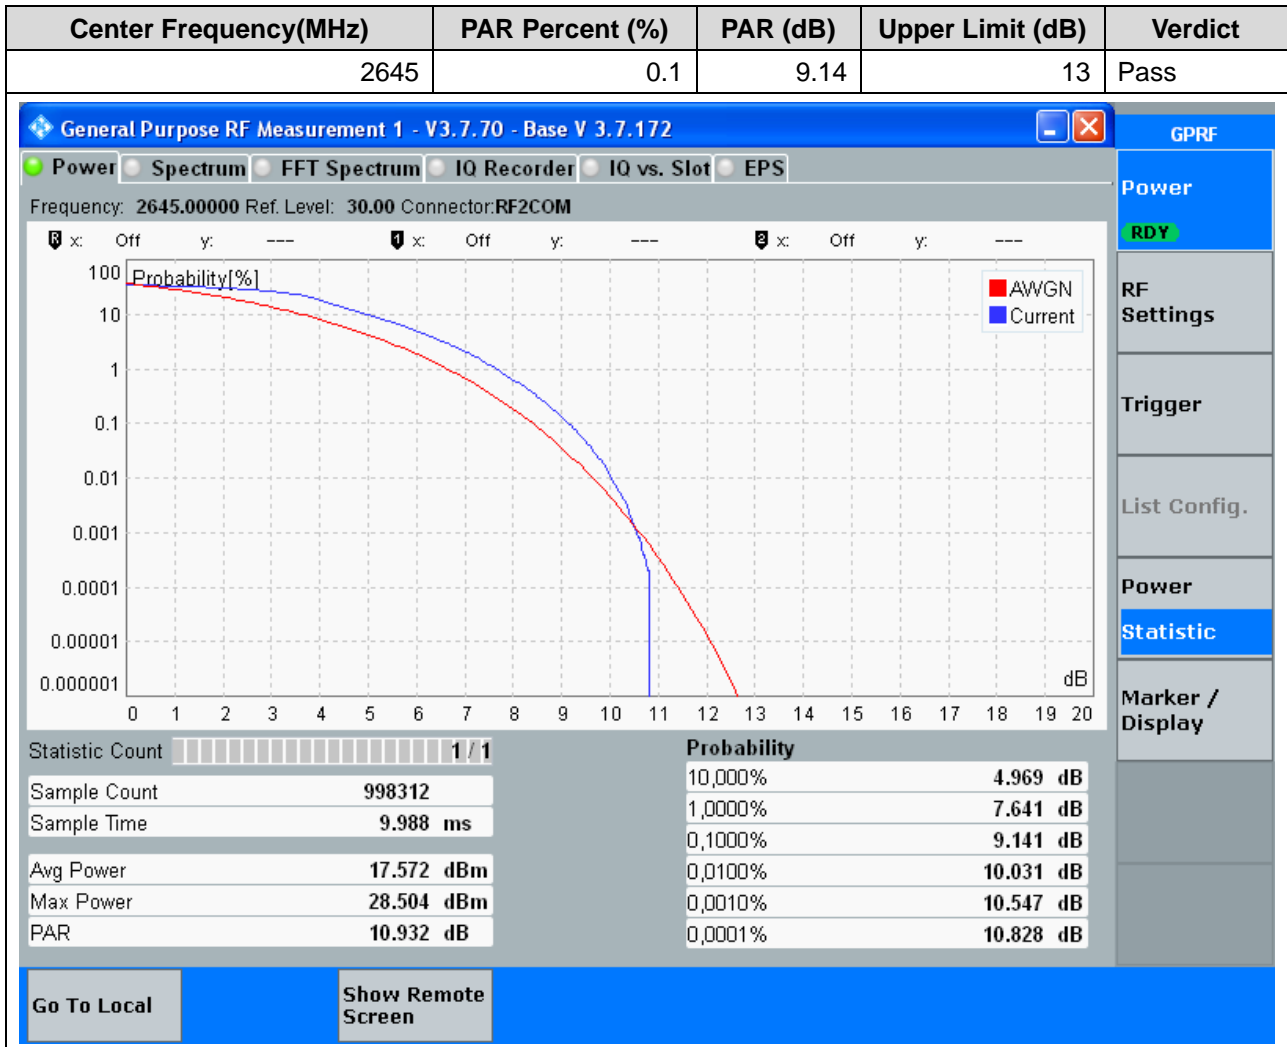 Center Frequency(MHz) PAR Percent (%) PAR (dB) Upper Limit (dB) Verdict
2645 0.1 9.14 13 Pass
General Purpose RF Measurement 1 - V3.7.70 - Base V 3.7.172
GPRF
Power Spectrum FFT Spectrum IQ Recorder IQ vs. Slot EPS
Power
RDY
Frequency: 2645.00000 Ref. Level: 30.00 Connector:RF2COM
R x: Off y: --- 1 x: Off y: --- 2 x: Off y: ---
100 Probability[%]
AWGN
Current
10
1
0.1
0.01
0.001
0.0001
0.00001
0.000001
dB
0 1 2 3 4 5 6 7 8 9 10 11 12 13 14 15 16 17 18 19 20
RF
Settings
Trigger
List Config.
Power
Statistic
Marker /
Display
Statistic Count 1 / 1
Sample Count 998312
Sample Time 9.988 ms
Avg Power 17.572 dBm
Max Power 28.504 dBm
PAR 10.932 dB
Probability
10,000% 4.969 dB
1,0000% 7.641 dB
0,1000% 9.141 dB
0,0100% 10.031 dB
0,0010% 10.547 dB
0,0001% 10.828 dB
Go To Local
Show Remote
Screen